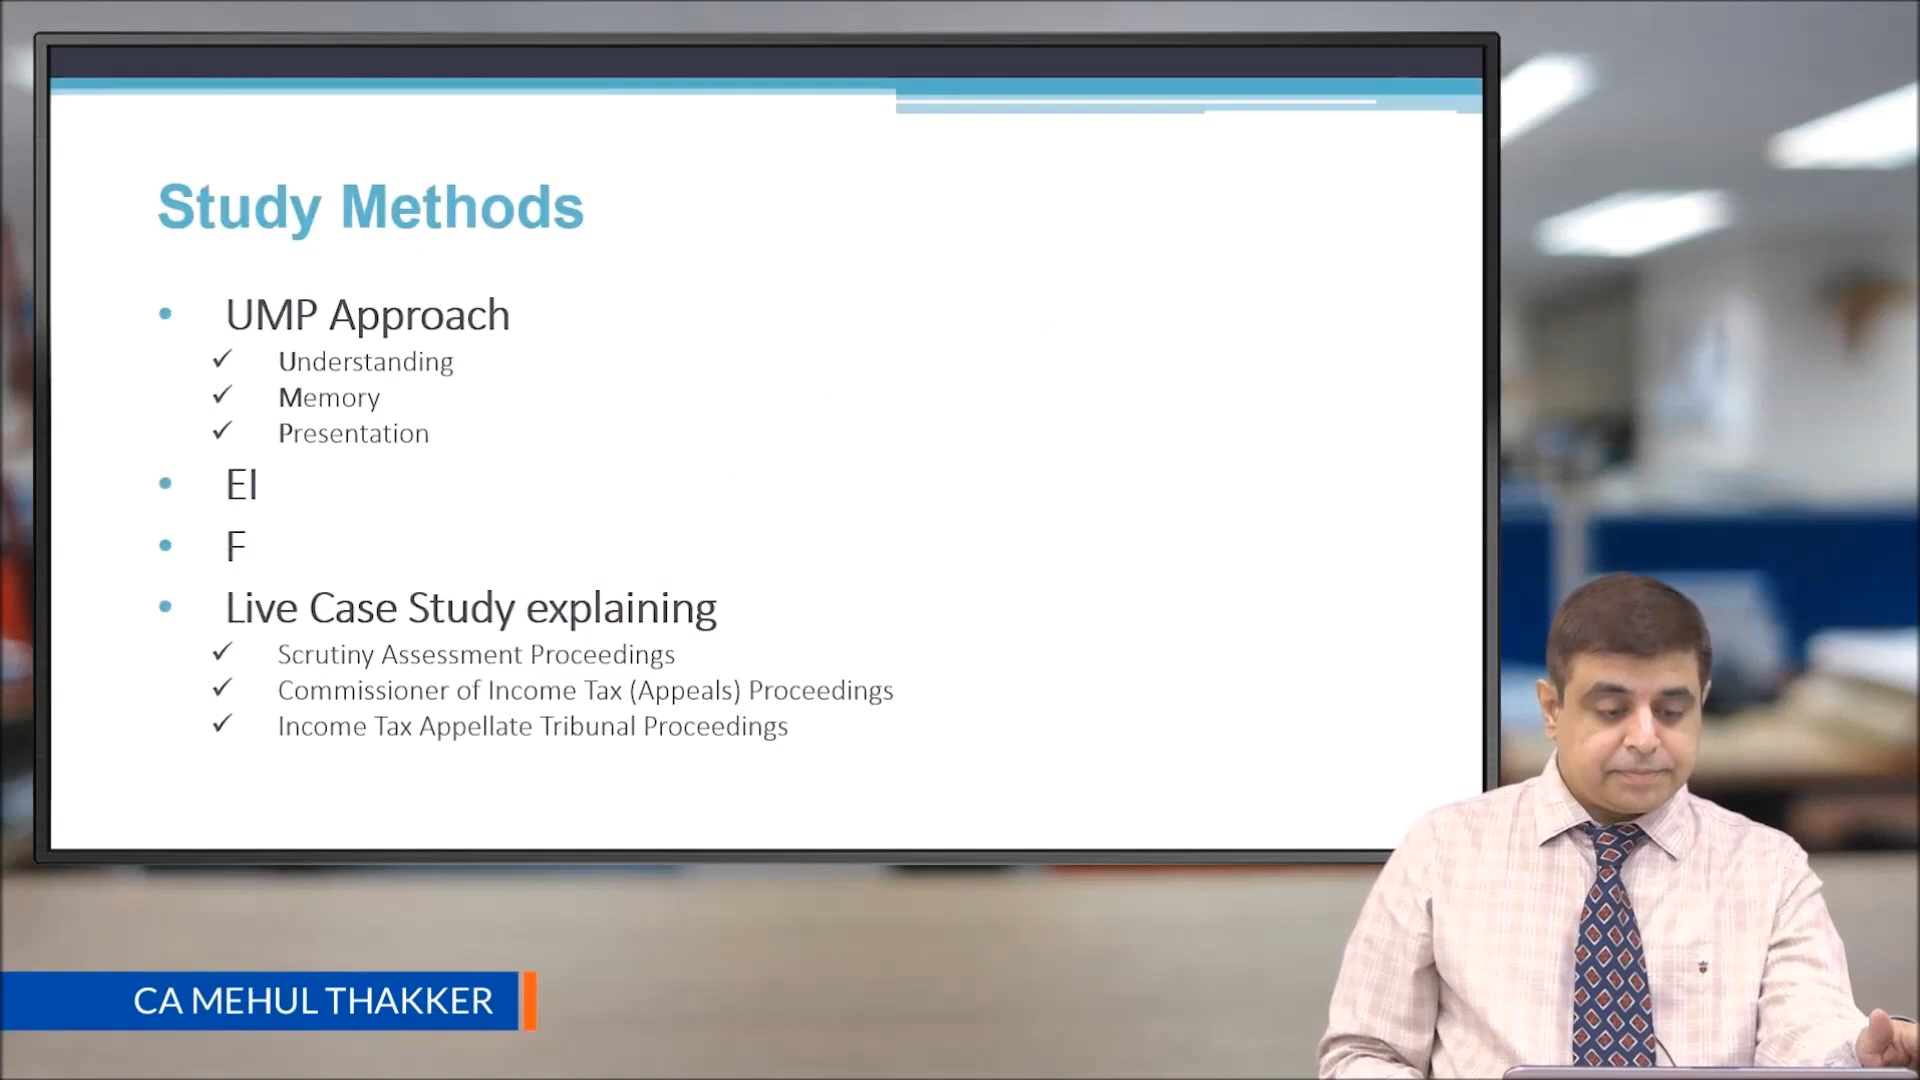 Study Methods
• UMP Approach
✓ Understanding
✓ Memory
✓ Presentation
• EI
• F
• Live Case Study explaining
✓ Scrutiny Assessment Proceedings
✓ Commissioner of Income Tax (Appeals) Proceedings
✓ Income Tax Appellate Tribunal Proceedings
CA MEHUL THAKKER